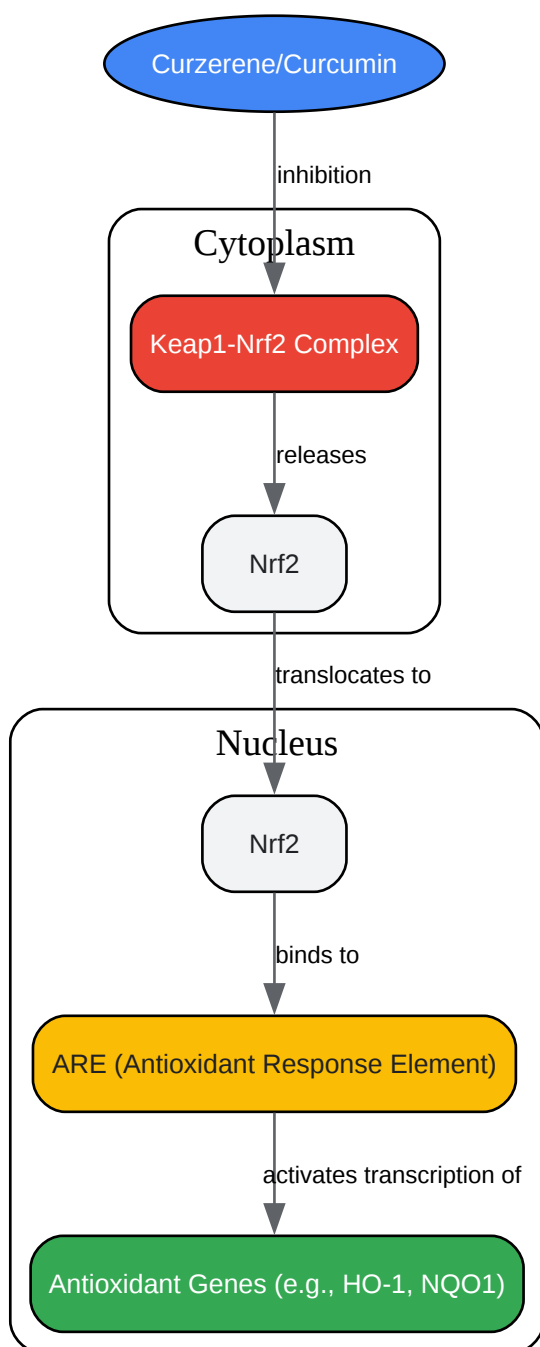 Curzerene/Curcumin
inhibition
Cytoplasm
Keap1-Nrf2 Complex
releases
Nrf2
translocates to
Nucleus
Nrf2
binds to
ARE (Antioxidant Response Element)
activates transcription of
Antioxidant Genes (e.g., HO-1, NQO1)